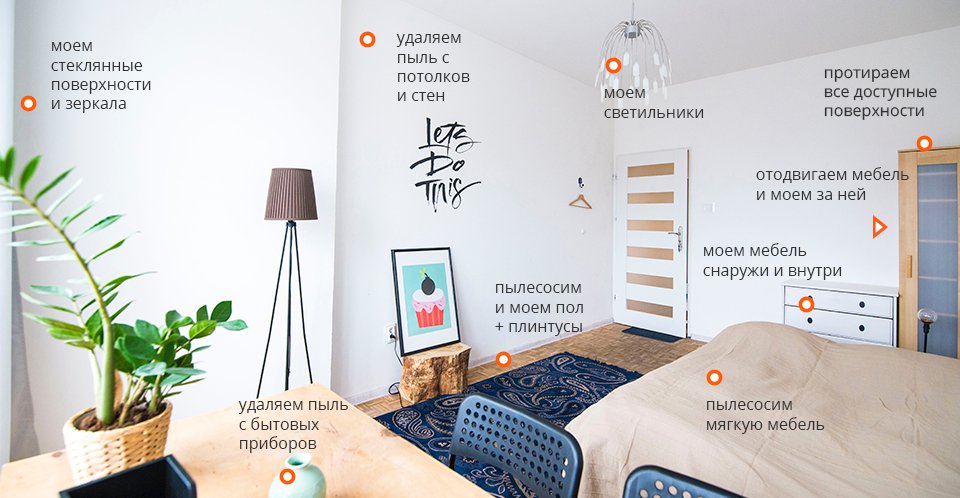 моем
стеклянные
поверхности
и зеркала
удаляем
пыль с
потолков
и стен
моем
светильники
протираем
все доступные
поверхности
Lets
Do
This
отодвигаем мебель
и моем за ней
моем мебель
снаружи и внутри
пылесосим
и моем пол
+ плинтусы
удаляем пыль
с бытовых
приборов
пылесосим
мягкую мебель